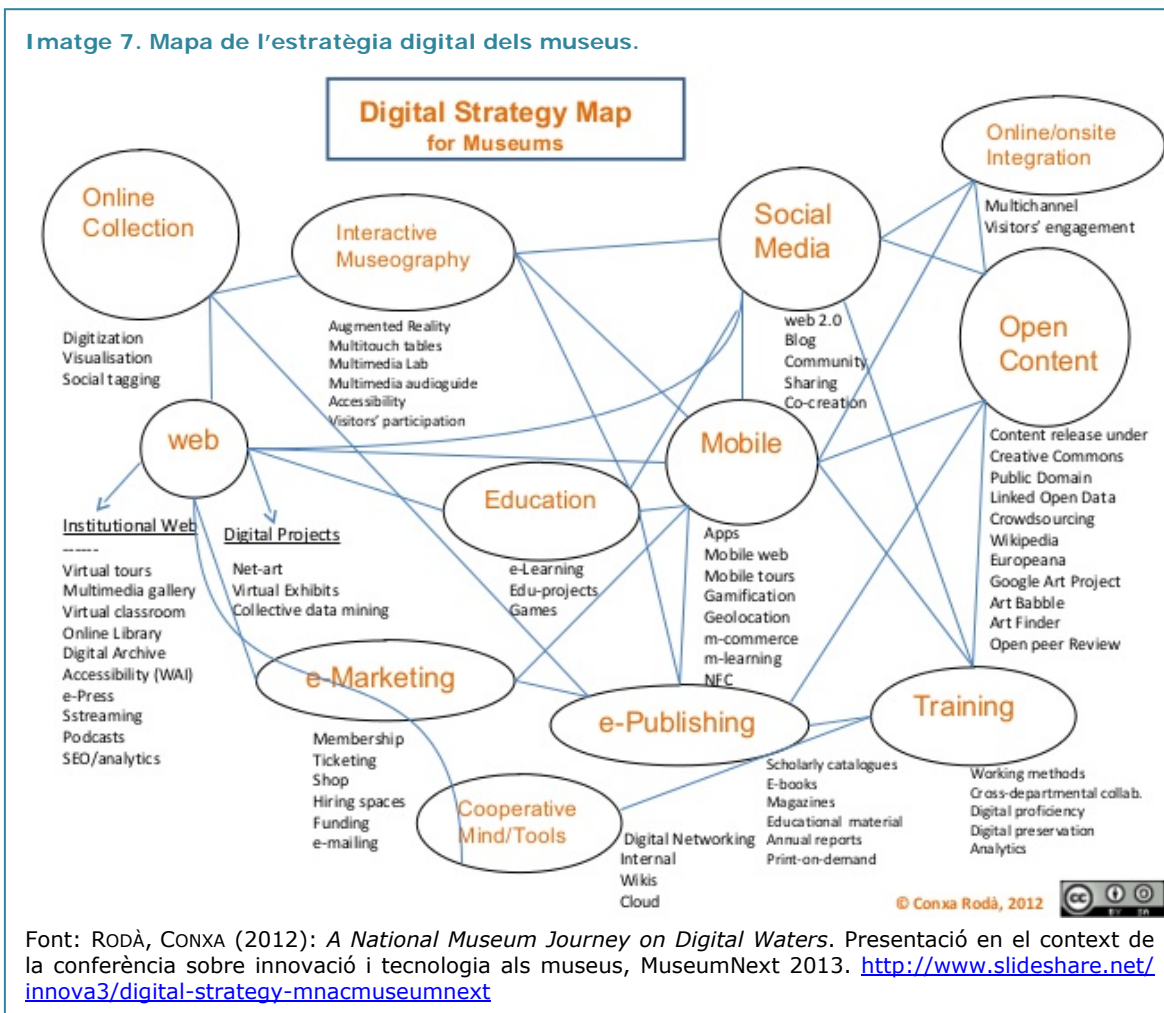 Imatge 7. Mapa de l'estratègia digital dels museus.
Digital Strategy Map
for Museums
Online
Collection
Digitization
Visualisation
Social tagging
Interactive
Museography
Augmented Reality
Multitouch tables
Multimedia Lab
Multimedia audioguide
Accessibility
Visitors' participation
Social
Media
web 2.0
Blog
Community
Sharing
Co-creation
Online/onsite
Integration
Multichannel
Visitors' engagement
Open
Content
Content release under
Creative Commons
Public Domain
Linked Open Data
Crowdsourcing
Wikipedia
Europeana
Google Art Project
Art Babble
Art Finder
Open peer Review
web
Institutional Web
------
Virtual tours
Multimedia gallery
Virtual classroom
Online Library
Digital Archive
Accessibility (WAI)
e-Press
Sstreaming
Podcasts
SEO/analytics
Digital Projects
Net-art
Virtual Exhibits
Collective data mining
Education
e-Learning
Edu-projects
Games
Mobile
Apps
Mobile web
Mobile tours
Gamification
Geolocation
m-commerce
m-learning
NFC
e-Marketing
Membership
Ticketing
Shop
Hiring spaces
Funding
e-mailing
Cooperative
Mind/Tools
Digital Networking
Internal
Wikis
Cloud
e-Publishing
Scholarly catalogues
E-books
Magazines
Educational material
Annual reports
Print-on-demand
Training
Working methods
Cross-departmental collab.
Digital proficiency
Digital preservation
Analytics
© Conxa Rodà, 2012
cc
BY SA
Font: RODÀ, CONXA (2012): A National Museum Journey on Digital Waters. Presentació en el context de
la conferència sobre innovació i tecnologia als museus, MuseumNext 2013. http://www.slideshare.net/
innova3/digital-strategy-mnacmuseumnext